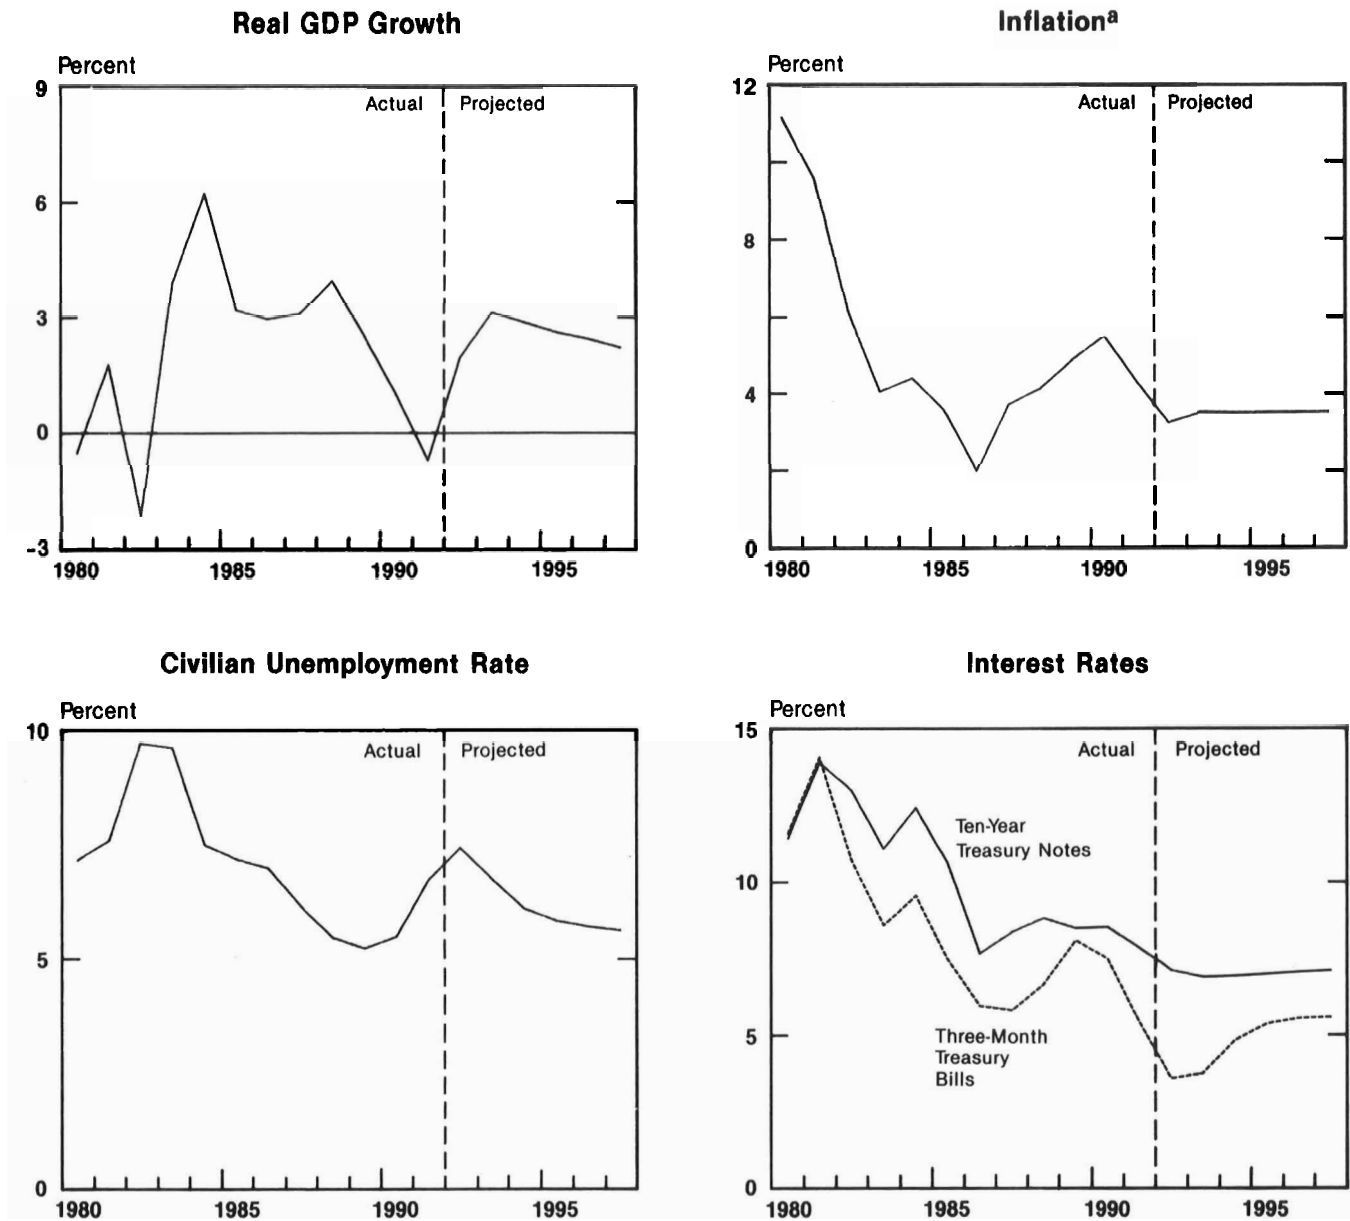 Real GDP Growth
Percent
9
6
3
0
-3
Actual
Projected
1980
1985
1990
1995
Inflationᵃ
Percent
12
8
4
0
Actual
Projected
1980
1985
1990
1995
Civilian Unemployment Rate
Percent
10
5
0
Actual
Projected
1980
1985
1990
1995
Interest Rates
Percent
15
10
5
0
Actual
Projected
Ten-Year
Treasury Notes
Three-Month
Treasury
Bills
1980
1985
1990
1995